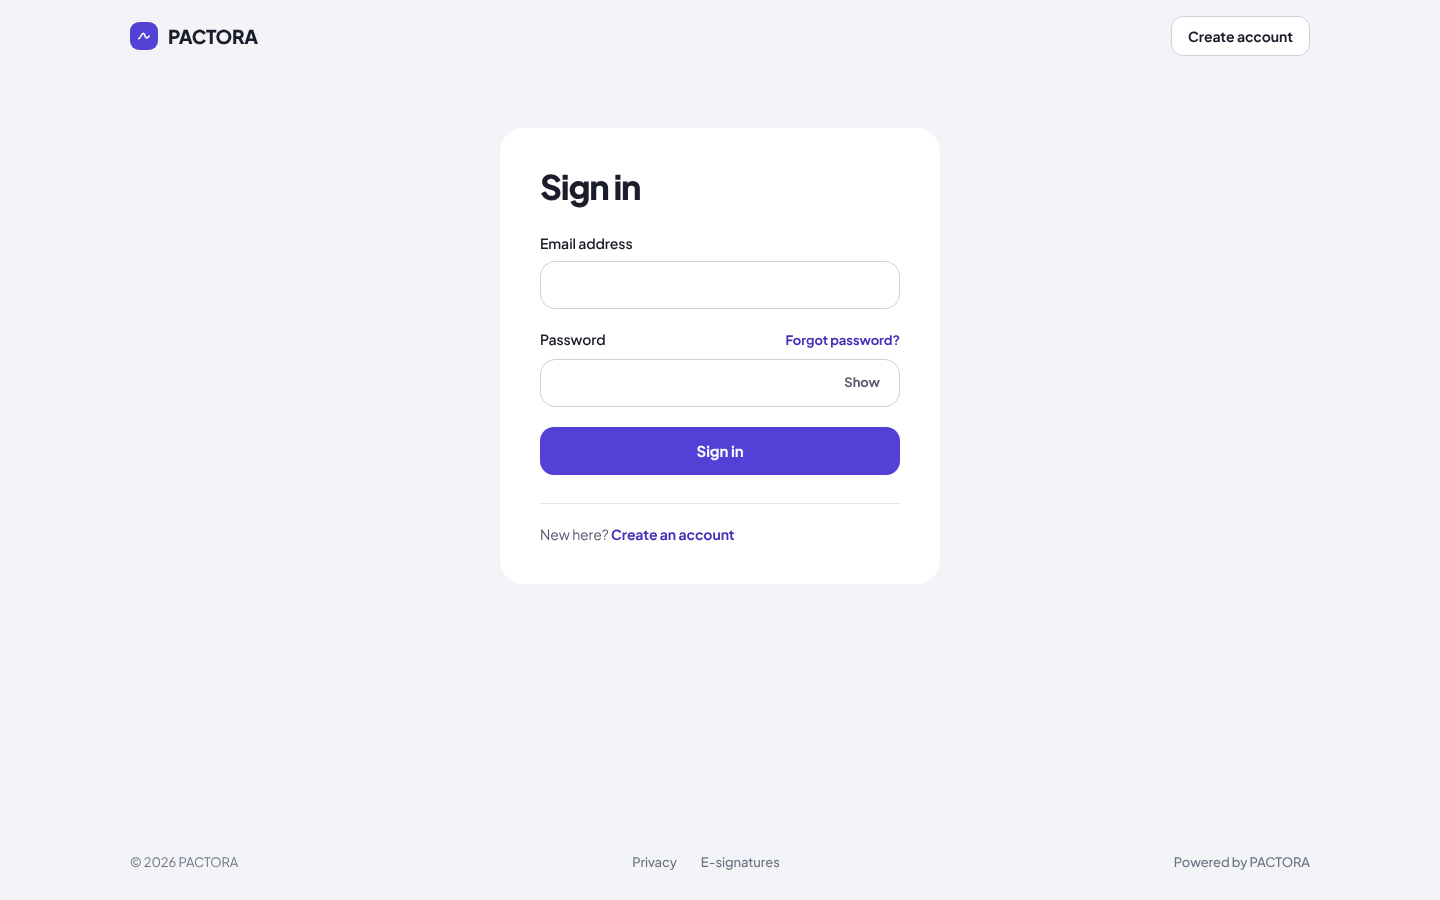 PACTORA
Create account
Sign in
Email address
Password
Forgot password?
Show
Sign in
New here? Create an account
© 2026 PACTORA
Privacy
E-signatures
Powered by PACTORA